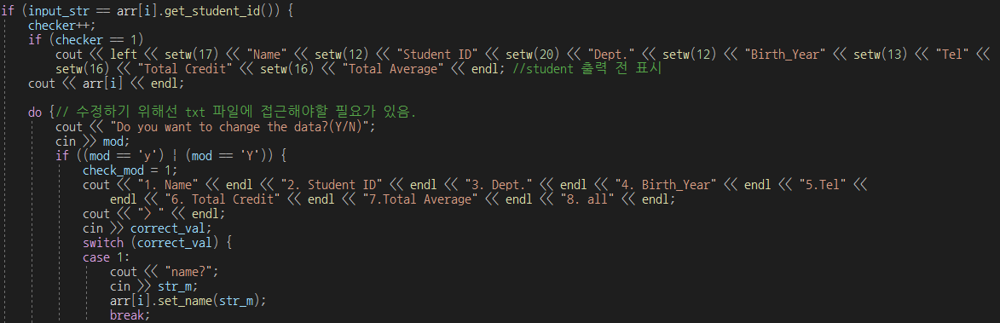 if (input_str == arr[i].get_student_id()) {
checker++;
if (checker == 1)
cout << left << setw(17) << "Name" << setw(12) << "Student ID" << setw(20) << "Dept." << setw(12) << "Birth_Year" << setw(13) << "Tel" <<
setw(16) << "Total Credit" << setw(16) << "Total Average" << endl; //student 출력 전 표시
cout << arr[i] << endl;
do {// 수정하기 위해선 txt 파일에 접근해야할 필요가 있음.
cout << "Do you want to change the data?(Y/N)";
cin >> mod;
if ((mod == 'y') | (mod == 'Y')) {
check_mod = 1;
cout << "1. Name" << endl << "2. Student ID" << endl << "3. Dept." << endl << "4. Birth_Year" << endl << "5.Tel" <<
endl << "6. Total Credit" << endl << "7.Total Average" << endl << "8. all" << endl;
cout << "> " << endl;
cin >> correct_val;
switch (correct_val) {
case 1:
cout << "name?";
cin >> str_m;
arr[i].set_name(str_m);
break;